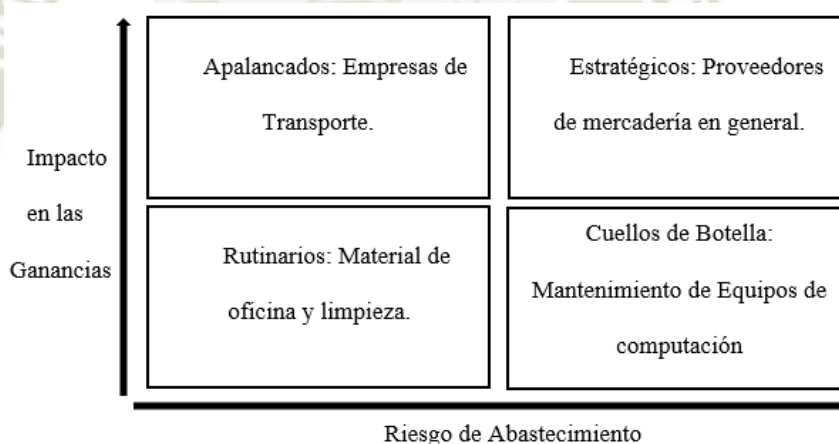 Apalancados: Empresas de
Transporte.
Estratégicos: Proveedores
de mercadería en general.
Impacto
en las
Ganancias
Rutinarios: Material de
oficina y limpieza.
Cuellos de Botella:
Mantenimiento de Equipos de
computación
Riesgo de Abastecimiento